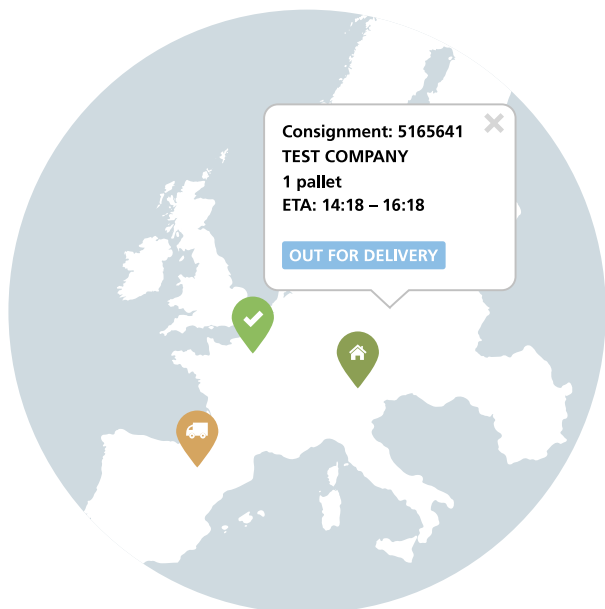 Consignment: 5165641
TEST COMPANY
1 pallet
ETA: 14:18 – 16:18
OUT FOR DELIVERY